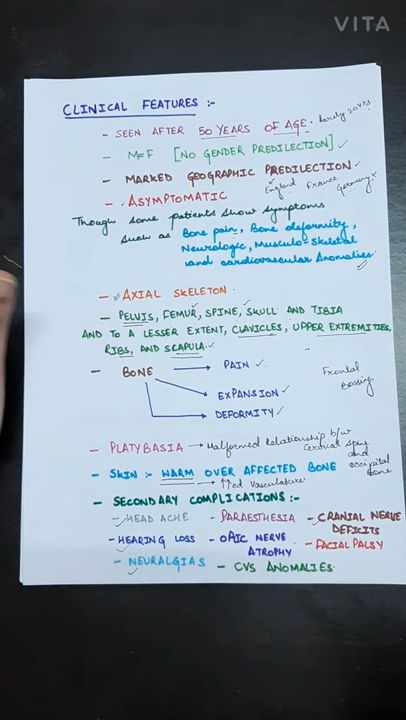 VITA
CLINICAL FEATURES :-
- SEEN AFTER 50 YEARS OF AGE. Rarely 20yrs
- M=F [NO GENDER PREDILECTION]
- MARKED GEOGRAPHIC PREDILECTION
England France Germany
- ASYMPTOMATIC
Though some patients show symptoms
such as Bone pain, Bone deformity,
Neurologic, Musculo-Skeletal
and cardiovascular Anomalies.
- AXIAL SKELETON.
- PELVIS, FEMUR, SPINE, SKULL AND TIBIA
AND TO A LESSER EXTENT, CLAVICLES, UPPER EXTREMITIES,
RIBS, AND SCAPULA.
- BONE → PAIN
Frontal
Bossing
EXPANSION
DEFORMITY
- PLATYBASIA → Malformed Relationship b/w
Cervical Spine
and
occipital
Bone
- SKIN :- WARM OVER AFFECTED BONE
→ ↑↑ed Vasculature
- SECONDARY COMPLICATIONS :-
- HEAD ACHE - PARAESTHESIA - CRANIAL NERVE
DEFICITS
- HEARING LOSS - OPTIC NERVE
ATROPHY
- FACIAL PALSY
- NEURALGIAS - CVS ANOMALIES.